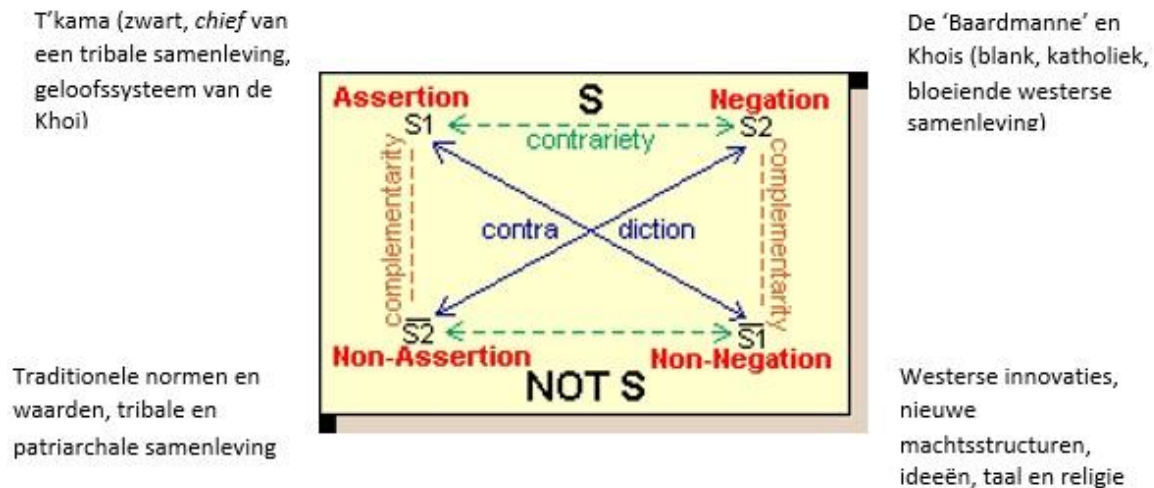 T’kama (zwart, chief van
een tribale samenleving,
geloofssysteem van de
Khoi)
De ‘Baardmanne’ en
Khois (blank, katholiek,
bloeiende westerse
samenleving)
Assertion
S
Negation
S1
contrariety
S2
complementarity
contra
diction
complementarity
S̅2̅
S̅1̅
Non-Assertion
Non-Negation
NOT S
Traditionele normen en
waarden, tribale en
patriarchale samenleving
Westerse innovaties,
nieuwe
machtsstructuren,
ideeën, taal en religie